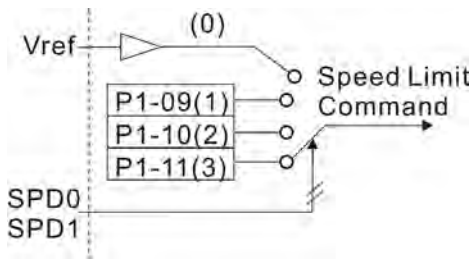 (0)
Vref
Speed Limit
Command
P1-09(1)
P1-10(2)
P1-11(3)
SPD0
SPD1